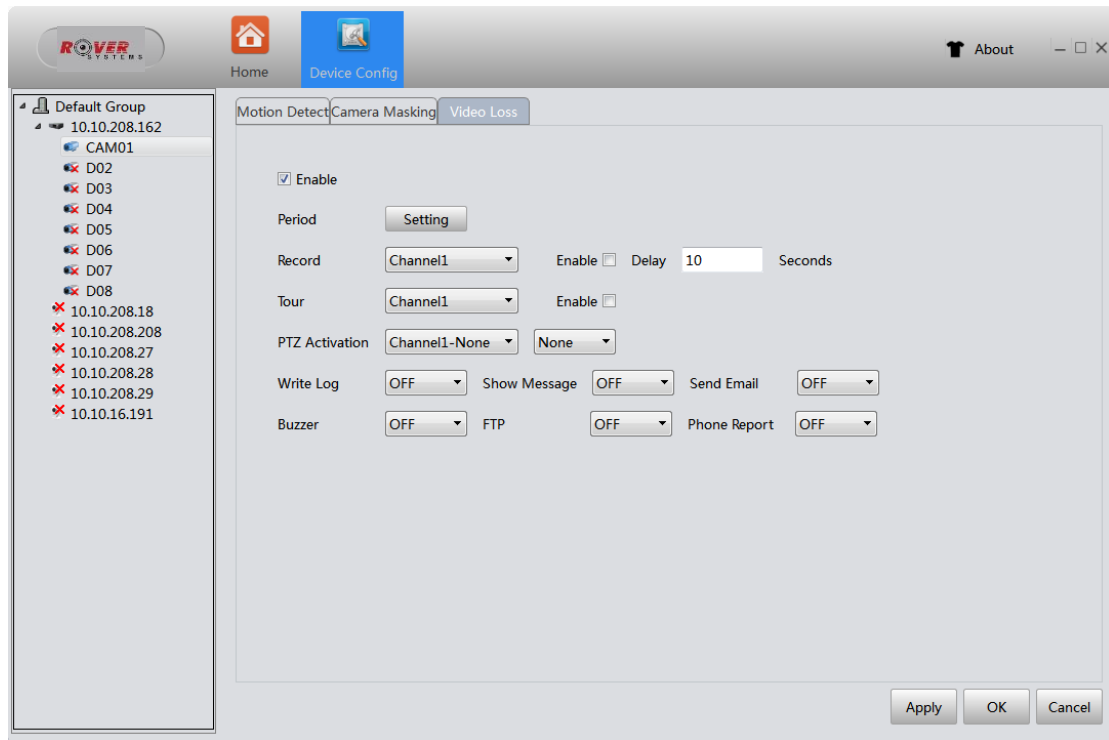 ROVER
SYSTEMS
Home
Device Config
About
Default Group
10.10.208.162
CAM01
D02
D03
D04
D05
D06
D07
D08
10.10.208.18
10.10.208.208
10.10.208.27
10.10.208.28
10.10.208.29
10.10.16.191
Motion Detect Camera Masking Video Loss
Enable
Period Setting
Record Channel1 Enable Delay 10 Seconds
Tour Channel1 Enable
PTZ Activation Channel1-None None
Write Log OFF Show Message OFF Send Email OFF
Buzzer OFF FTP OFF Phone Report OFF
Apply OK Cancel